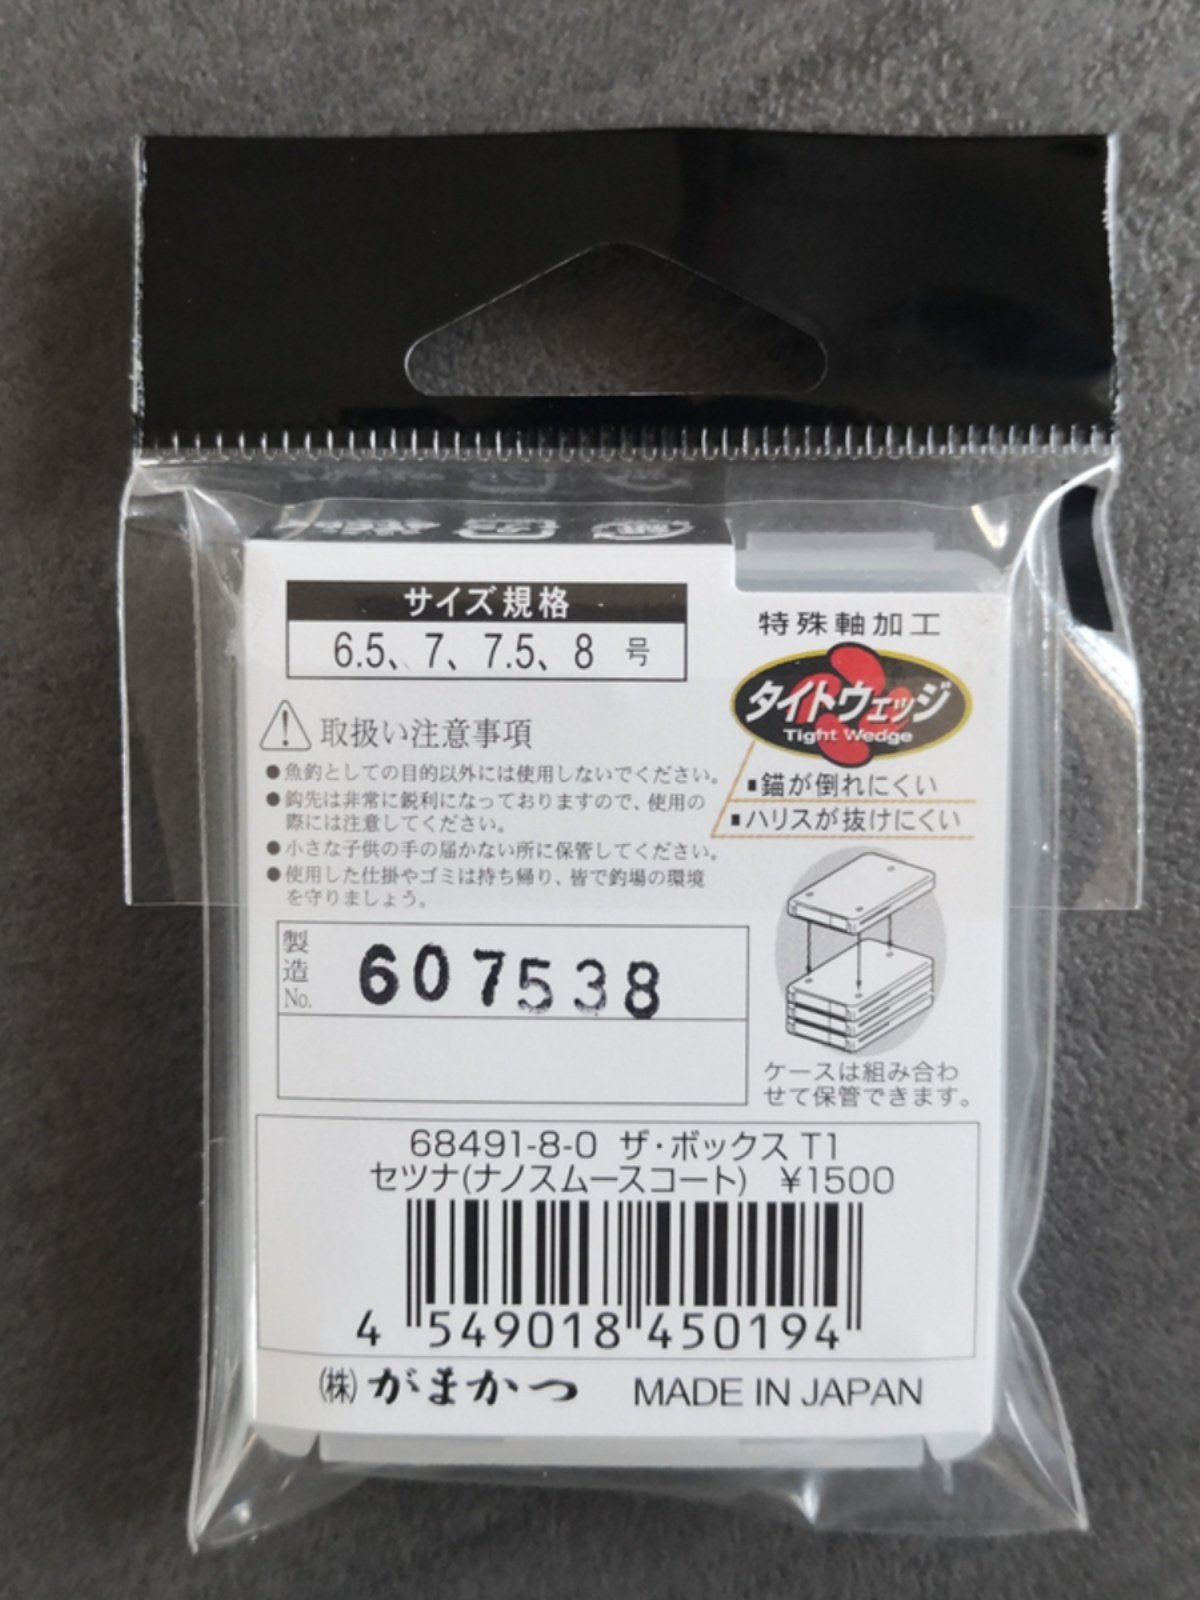 サイズ規格
6.5、7、7.5、8 号
特殊軸加工
タイトウェッジ
Tight Wedge
■錨が倒れにくい
■ハリスが抜けにくい
取扱い注意事項
●魚釣としての目的以外には使用しないでください。
●鈎先は非常に鋭利になっておりますので、使用の
際には注意してください。
●小さな子供の手の届かない所に保管してください。
●使用した仕掛やゴミは持ち帰り、皆で釣場の環境
を守りましょう。
製造No. 607538
ケースは組み合わ
せて保管できます。
68491-8-0 ザ・ボックス T1
セツナ(ナノスムースコート) ¥1500
4 549018 450194
(株)がまかつ MADE IN JAPAN